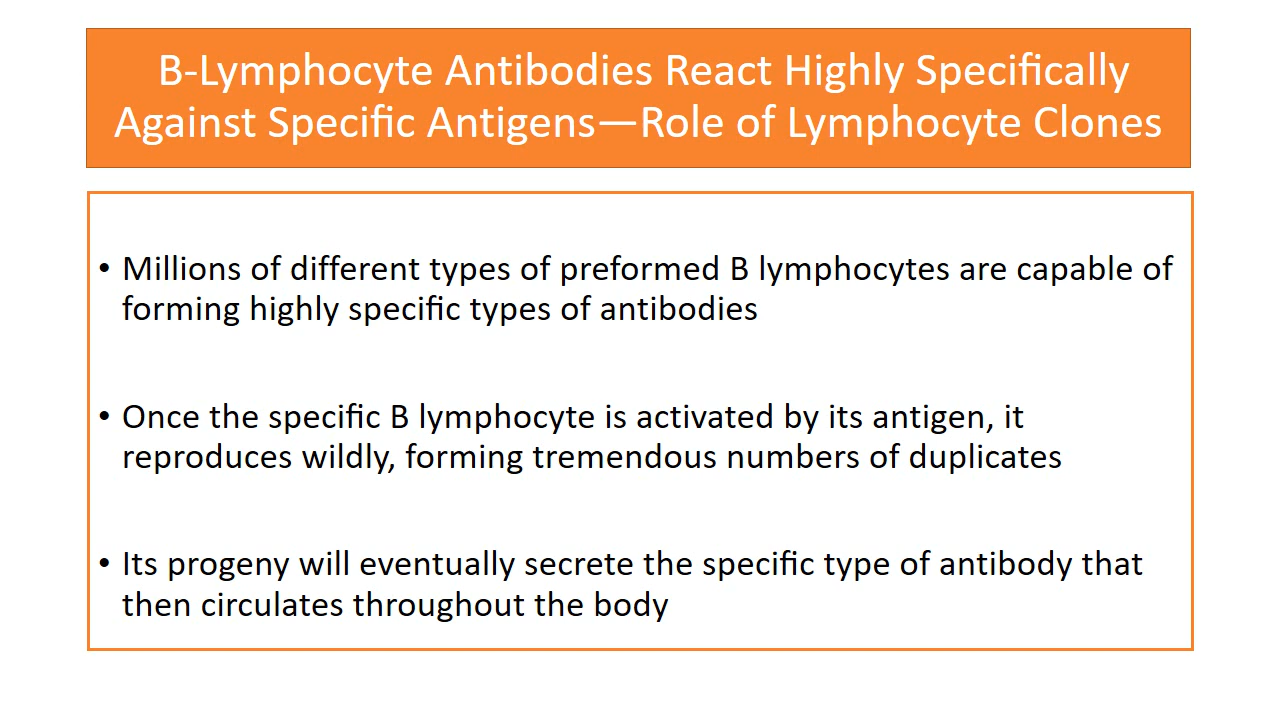 B-Lymphocyte Antibodies React Highly Specifically
Against Specific Antigens—Role of Lymphocyte Clones
• Millions of different types of preformed B lymphocytes are capable of
forming highly specific types of antibodies
• Once the specific B lymphocyte is activated by its antigen, it
reproduces wildly, forming tremendous numbers of duplicates
• Its progeny will eventually secrete the specific type of antibody that
then circulates throughout the body